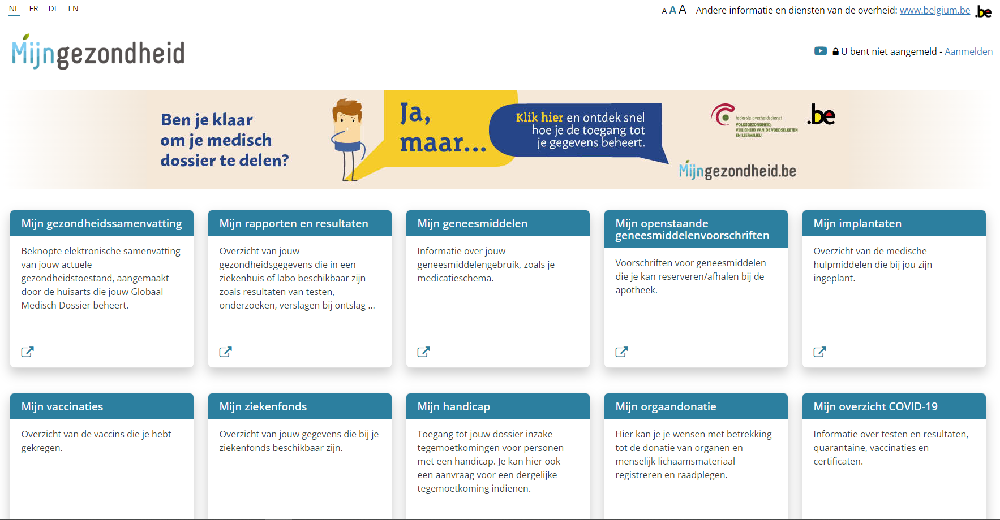 NL FR DE EN
A A A Andere informatie en diensten van de overheid: www.belgium.be .be
Mijngezondheid
U bent niet aangemeld - Aanmelden
Ben je klaar
om je medisch
dossier te delen?
Ja,
maar...
Klik hier en ontdek snel
hoe je de toegang tot
je gegevens beheert.
federale overheidsdienst
VOLKSGEZONDHEID,
VEILIGHEID VAN DE VOEDSELKETEN
EN LEEFMILIEU
.be
Mijngezondheid.be
Mijn gezondheidssamenvatting
Beknopte elektronische samenvatting
van jouw actuele
gezondheidstoestand, aangemaakt
door de huisarts die jouw Globaal
Medisch Dossier beheert.
Mijn rapporten en resultaten
Overzicht van jouw
gezondheidsgegevens die in een
ziekenhuis of labo beschikbaar zijn
zoals resultaten van testen,
onderzoeken, verslagen bij ontslag ...
Mijn geneesmiddelen
Informatie over jouw
geneesmiddelengebruik, zoals je
medicatieschema.
Mijn openstaande
geneesmiddelenvoorschriften
Voorschriften voor geneesmiddelen
die je kan reserveren/afhalen bij de
apotheek.
Mijn implantaten
Overzicht van de medische
hulpmiddelen die bij jou zijn
ingeplant.
Mijn vaccinaties
Overzicht van de vaccins die je hebt
gekregen.
Mijn ziekenfonds
Overzicht van jouw gegevens die bij je
ziekenfonds beschikbaar zijn.
Mijn handicap
Toegang tot jouw dossier inzake
tegemoetkomingen voor personen
met een handicap. Je kan hier ook
een aanvraag voor een dergelijke
tegemoetkoming indienen.
Mijn orgaandonatie
Hier kan je je wensen met betrekking
tot de donatie van organen en
menselijk lichaamsmateriaal
registreren en raadplegen.
Mijn overzicht COVID-19
Informatie over testen en resultaten,
quarantaine, vaccinaties en
certificaten.